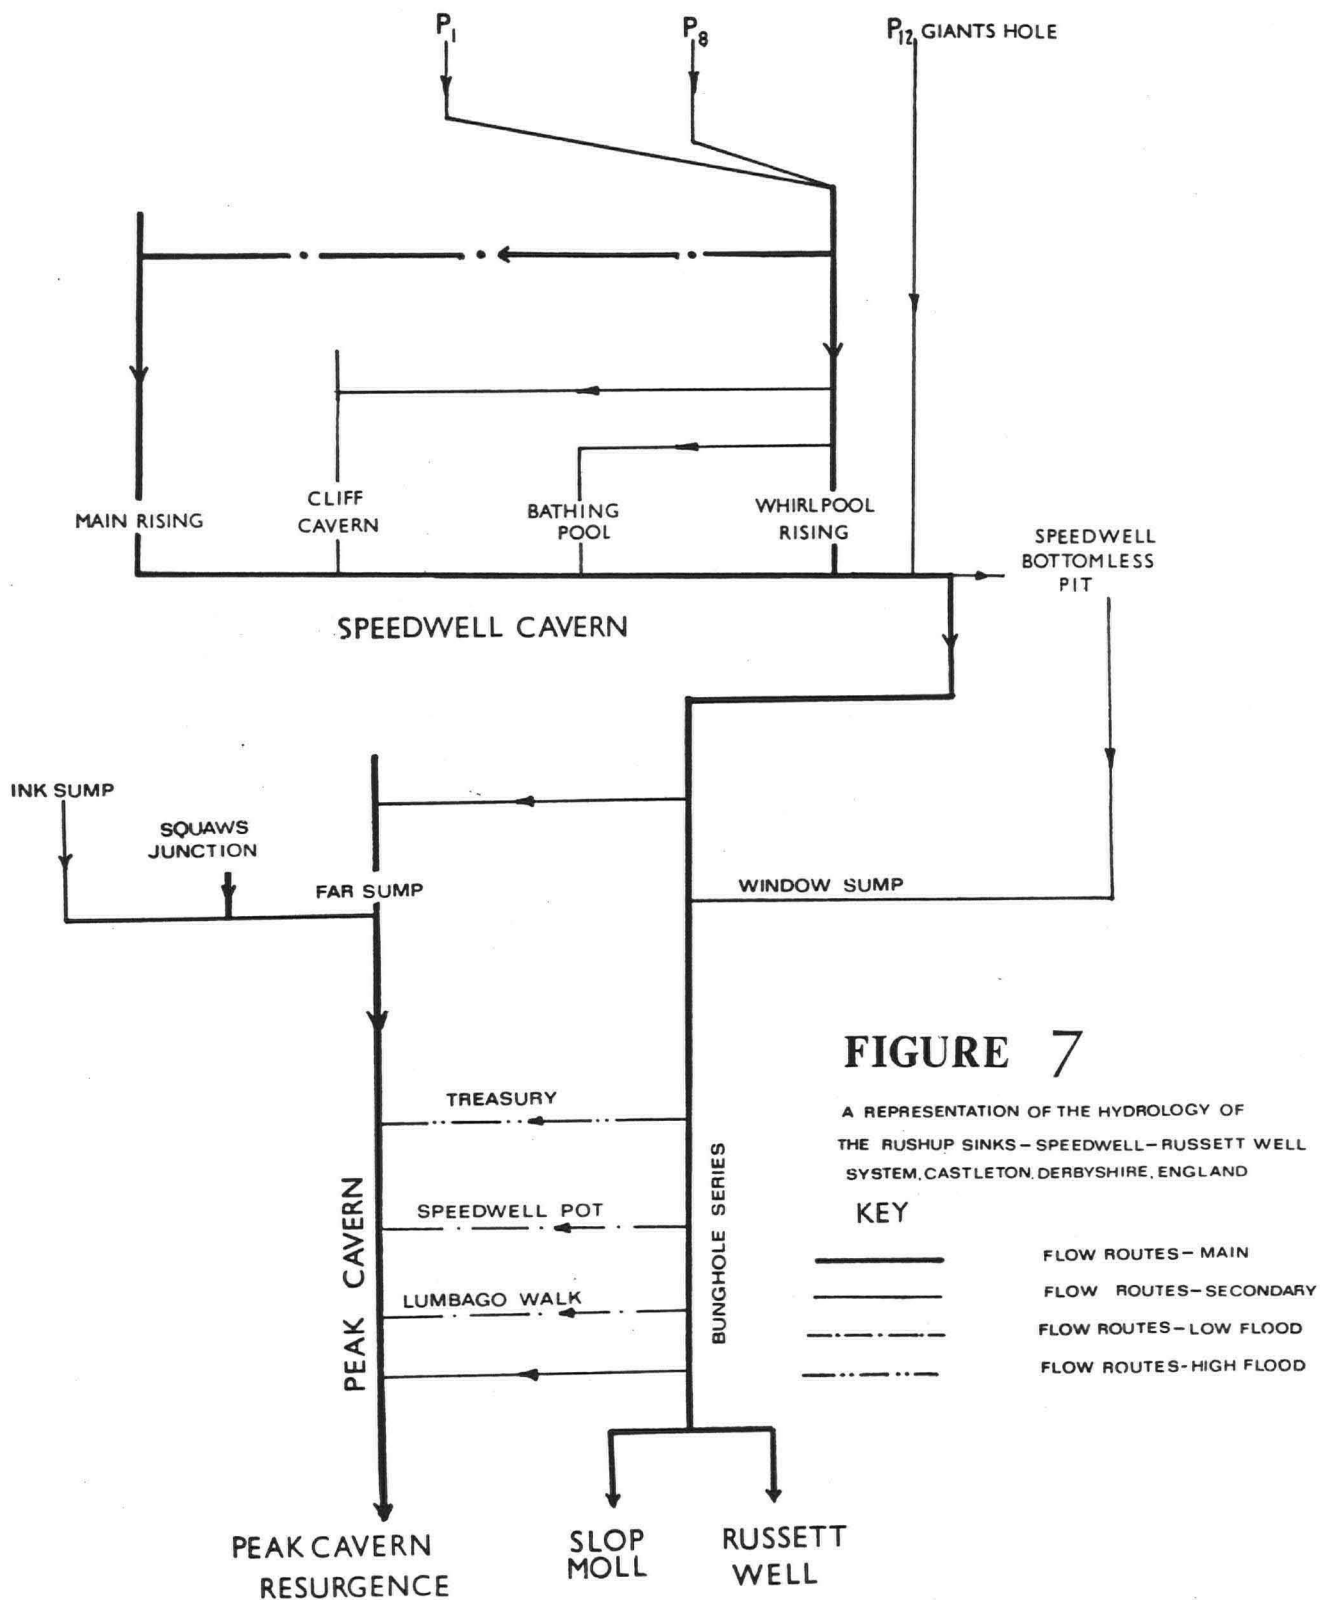 P1
P8
P12 GIANTS HOLE
MAIN RISING
CLIFF
CAVERN
BATHING
POOL
WHIRLPOOL
RISING
SPEEDWELL
BOTTOMLESS
PIT
SPEEDWELL CAVERN
INK SUMP
SQUAWS
JUNCTION
FAR SUMP
WINDOW SUMP
TREASURY
SPEEDWELL POT
LUMBAGO WALK
PEAK CAVERN
BUNGHOLE SERIES
PEAK CAVERN
RESURGENCE
SLOP
MOLL
RUSSETT
WELL
FIGURE 7
A REPRESENTATION OF THE HYDROLOGY OF
THE RUSHUP SINKS-SPEEDWELL-RUSSETT WELL
SYSTEM, CASTLETON, DERBYSHIRE, ENGLAND
KEY
FLOW ROUTES-MAIN
FLOW ROUTES-SECONDARY
FLOW ROUTES-LOW FLOOD
FLOW ROUTES-HIGH FLOOD